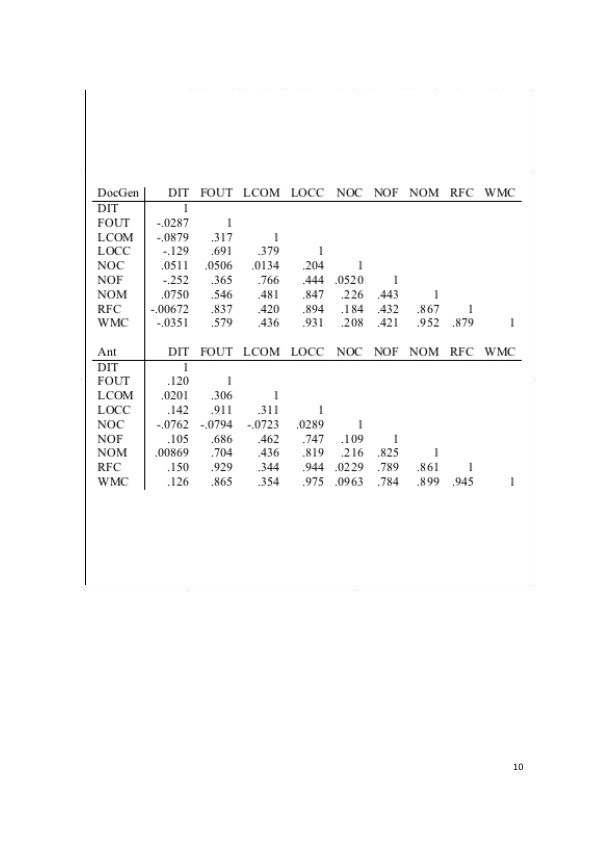 DocGen DIT FOUT LCOM LOCC NOC NOF NOM RFC WMC
DIT 1
FOUT -.0287 1
LCOM -.0879 .317 1
LOCC -.129 .691 .379 1
NOC .0511 .0506 .0134 .204 1
NOF -.252 .365 .766 .444 .0520 1
NOM .0750 .546 .481 .847 .226 .443 1
RFC -.00672 .837 .420 .894 .184 .432 .867 1
WMC -.0351 .579 .436 .931 .208 .421 .952 .879 1
Ant DIT FOUT LCOM LOCC NOC NOF NOM RFC WMC
DIT 1
FOUT .120 1
LCOM .0201 .306 1
LOCC .142 .911 .311 1
NOC -.0762 -.0794 -.0723 .0289 1
NOF .105 .686 .462 .747 .109 1
NOM .00869 .704 .436 .819 .216 .825 1
RFC .150 .929 .344 .944 .0229 .789 .861 1
WMC .126 .865 .354 .975 .0963 .784 .899 .945 1
10